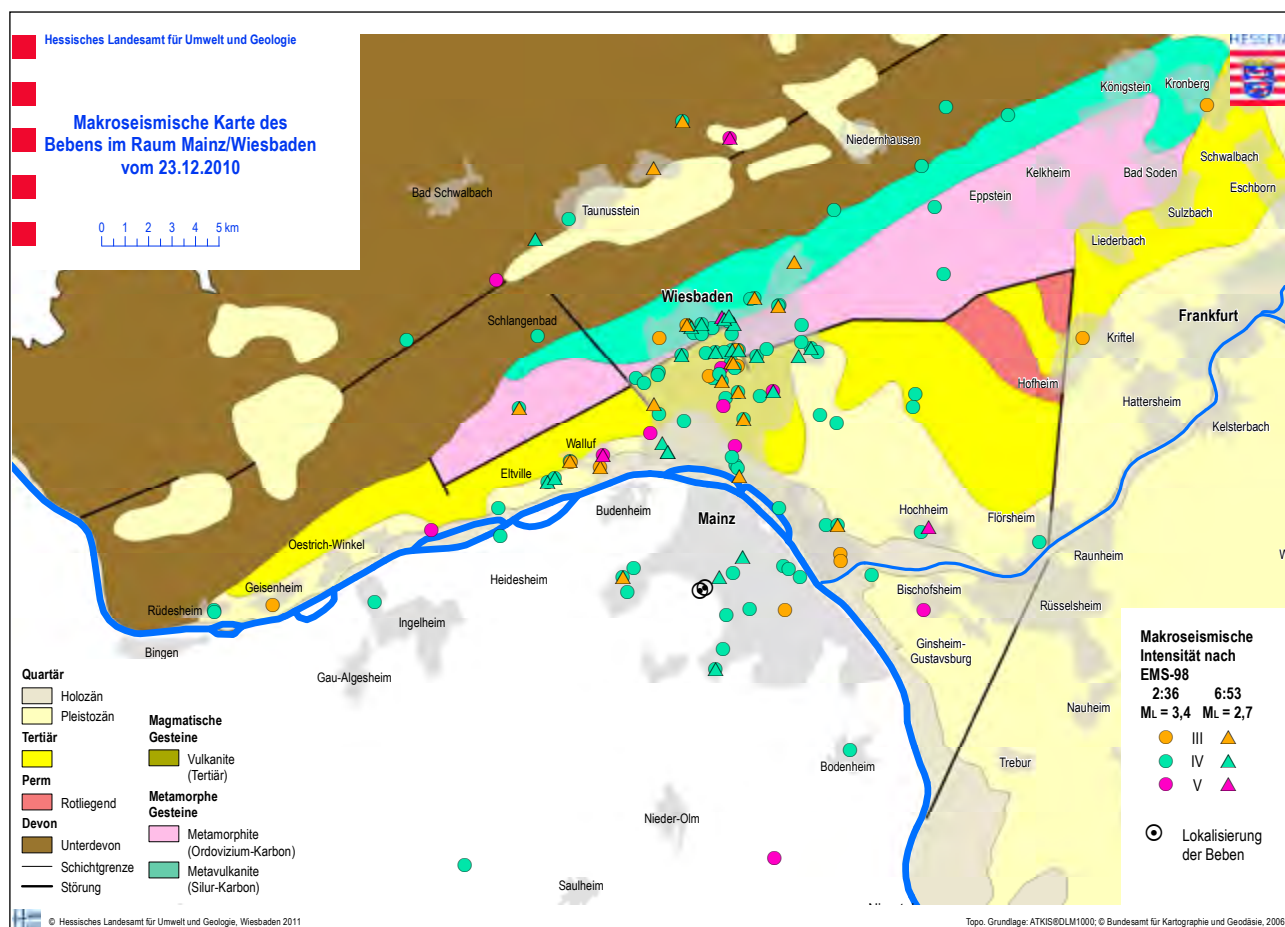 Hessisches Landesamt für Umwelt und Geologie
HESSEN
Makroseismische Karte des
Bebens im Raum Mainz/Wiesbaden
vom 23.12.2010
0 1 2 3 4 5 km
Königstein
Kronberg
Niedernhausen
Schwalbach
Bad Schwalbach
Kelkheim
Bad Soden
Eschborn
Taunusstein
Eppstein
Sulzbach
Liederbach
Wiesbaden
Schlangenbad
Frankfurt
Kriftel
Hofheim
Hattersheim
Kelsterbach
Walluf
Eltville
Budenheim
Mainz
Hochheim
Flörsheim
Oestrich-Winkel
Raunheim
Heidesheim
Geisenheim
Bischofsheim
Rüsselsheim
Rüdesheim
Ingelheim
Bingen
Ginsheim-
Gustavsburg
Gau-Algesheim
Nauheim
Bodenheim
Trebur
Nieder-Olm
Saulheim
Quartär
Holozän
Pleistozän
Tertiär
Perm
Rotliegend
Devon
Unterdevon
Schichtgrenze
Störung
Magmatische
Gesteine
Vulkanite
(Tertiär)
Metamorphe
Gesteine
Metamorphite
(Ordovizium-Karbon)
Metavulkanite
(Silur-Karbon)
Makroseismische
Intensität nach
EMS-98
2:36 6:53
ML = 3,4 ML = 2,7
III
IV
V
Lokalisierung
der Beben
© Hessisches Landesamt für Umwelt und Geologie, Wiesbaden 2011
Topo. Grundlage: ATKIS®DLM1000; © Bundesamt für Kartographie und Geodäsie, 2006